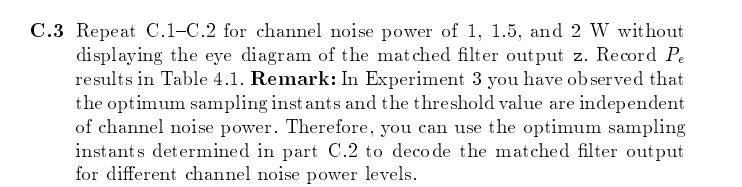 C.3 Repeat C.1–C.2 for channel noise power of 1, 1.5, and 2 W without
displaying the eye diagram of the matched filter output z. Record Pe
results in Table 4.1. Remark: In Experiment 3 you have observed that
the optimum sampling instants and the threshold value are independent
of channel noise power. Therefore, you can use the optimum sampling
instants determined in part C.2 to decode the matched filter output
for different channel noise power levels.